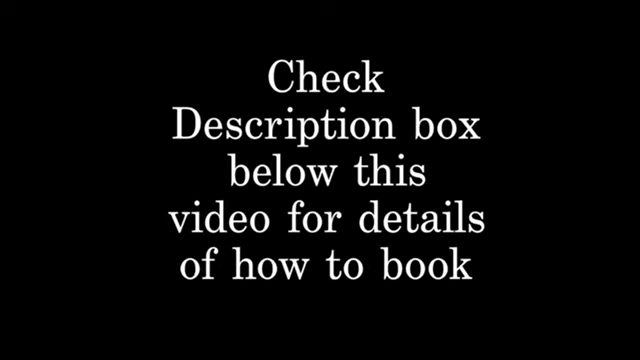 Check
Description box
below this
video for details
of how to book